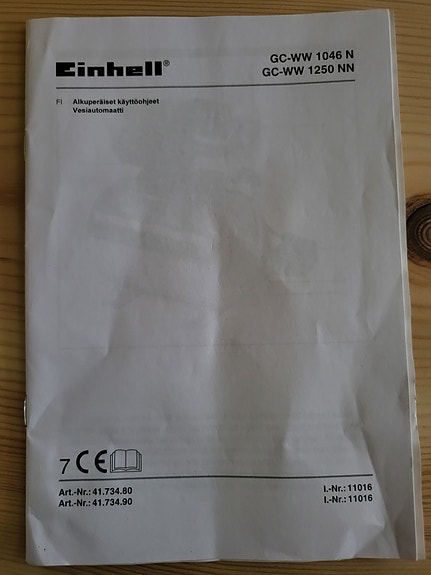 Einhell®
GC-WW 1046 N
GC-WW 1250 NN
FI Alkuperäiset käyttöohjeet
Vesiautomaatti
7 CE
Art.-Nr.: 41.734.80 I.-Nr.: 11016
Art.-Nr.: 41.734.90 I.-Nr.: 11016